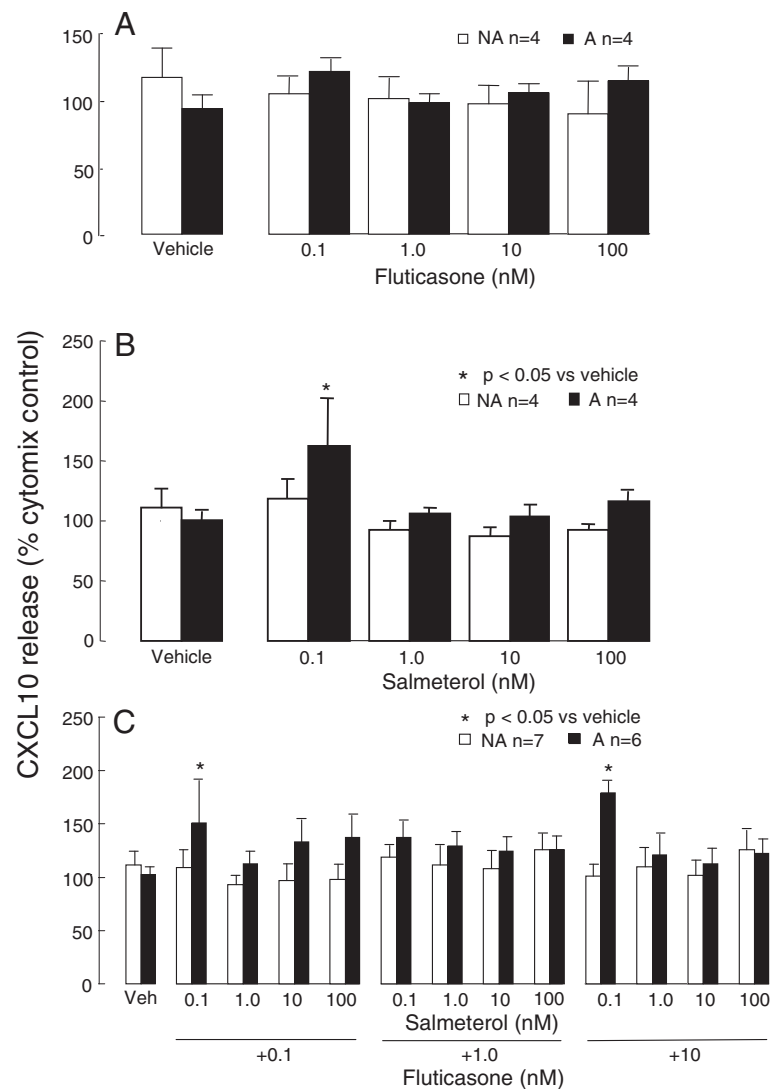 A
NA n=4 A n=4
150
100
50
0
Vehicle 0.1 1.0 10 100
Fluticasone (nM)
CXCL10 release (% cytomix control)
B
250
* p < 0.05 vs vehicle
NA n=4 A n=4
200
*
150
100
50
0
Vehicle 0.1 1.0 10 100
Salmeterol (nM)
C
250
* p < 0.05 vs vehicle
NA n=7 A n=6
200
* *
150
100
50
0
Veh 0.1 1.0 10 100 0.1 1.0 10 100 0.1 1.0 10 100
Salmeterol (nM)
+0.1 +1.0 +10
Fluticasone (nM)